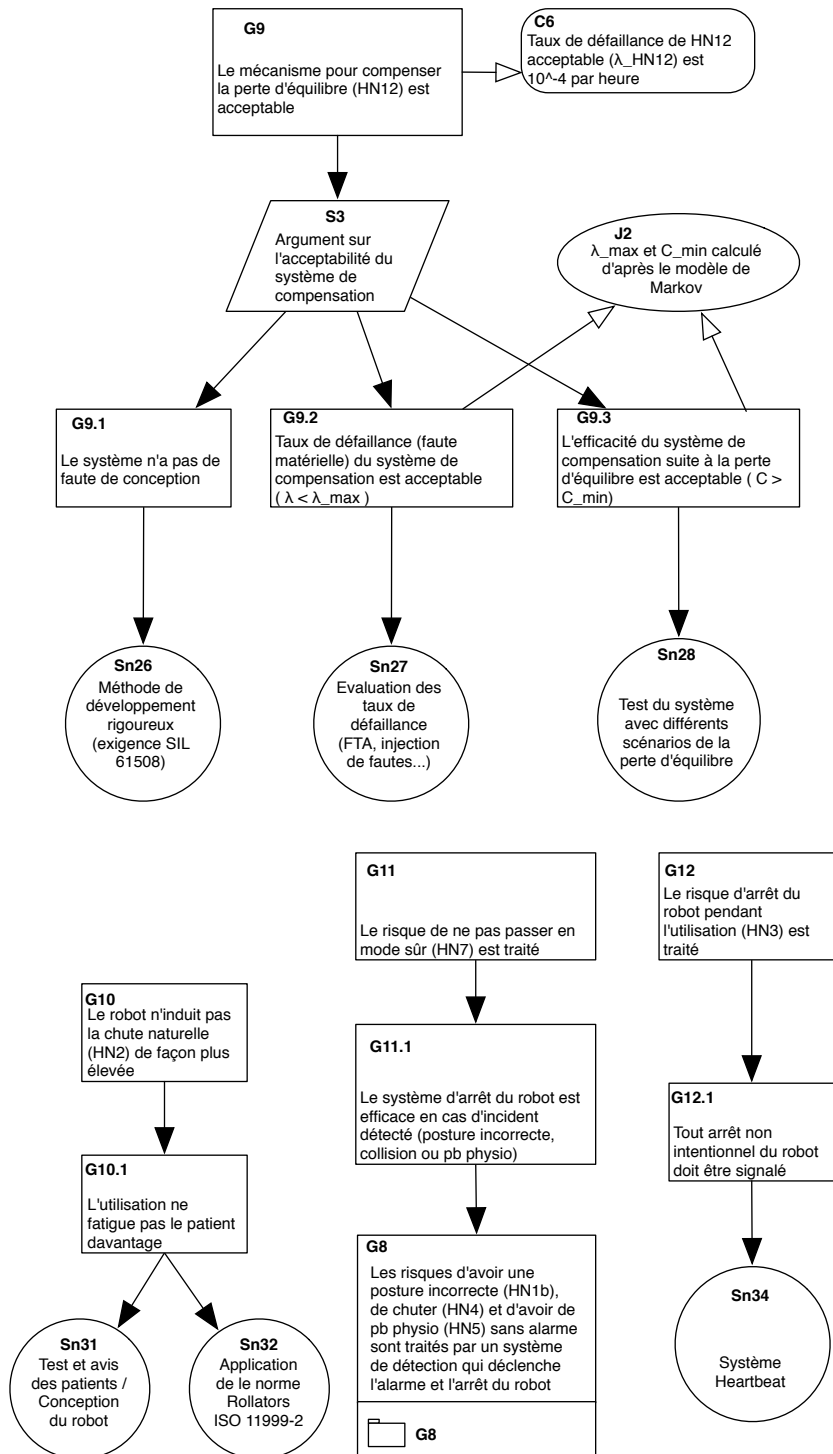 G9
Le mécanisme pour compenser
la perte d'équilibre (HN12) est
acceptable
C6
Taux de défaillance de HN12
acceptable (λ_HN12) est
10^-4 par heure
S3
Argument sur
l'acceptabilité du
système de
compensation
J2
λ_max et C_min calculé
d'après le modèle de
Markov
G9.1
Le système n'a pas de
faute de conception
G9.2
Taux de défaillance (faute
matérielle) du système de
compensation est acceptable
( λ < λ_max )
G9.3
L'efficacité du système de
compensation suite à la perte
d'équilibre est acceptable ( C >
C_min)
Sn26
Méthode de
développement
rigoureux
(exigence SIL
61508)
Sn27
Evaluation des
taux de
défaillance
(FTA, injection
de fautes...)
Sn28
Test du système
avec différents
scénarios de la
perte d'équilibre
G10
Le robot n'induit pas
la chute naturelle
(HN2) de façon plus
élevée
G10.1
L'utilisation ne
fatigue pas le patient
davantage
Sn31
Test et avis
des patients /
Conception
du robot
Sn32
Application
de le norme
Rollators
ISO 11999-2
G11
Le risque de ne pas passer en
mode sûr (HN7) est traité
G11.1
Le système d'arrêt du robot est
efficace en cas d'incident
détecté (posture incorrecte,
collision ou pb physio)
G8
Les risques d'avoir une
posture incorrecte (HN1b),
de chuter (HN4) et d'avoir de
pb physio (HN5) sans alarme
sont traités par un système
de détection qui déclenche
l'alarme et l'arrêt du robot
G8
G12
Le risque d'arrêt du
robot pendant
l'utilisation (HN3) est
traité
G12.1
Tout arrêt non
intentionnel du robot
doit être signalé
Sn34
Système
Heartbeat